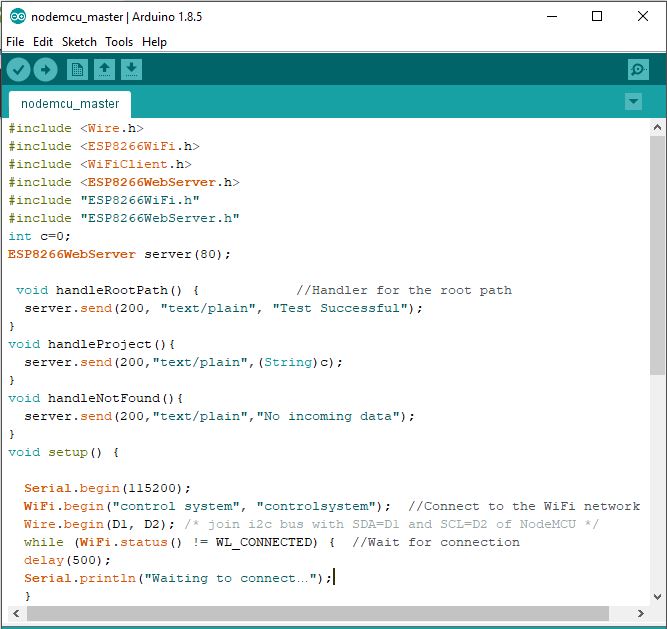 nodemcu_master | Arduino 1.8.5
File Edit Sketch Tools Help
nodemcu_master
#include <Wire.h>
#include <ESP8266WiFi.h>
#include <WiFiClient.h>
#include <ESP8266WebServer.h>
#include "ESP8266WiFi.h"
#include "ESP8266WebServer.h"
int c=0;
ESP8266WebServer server(80);
void handleRootPath() {            //Handler for the root path
  server.send(200, "text/plain", "Test Successful");
}
void handleProject(){
  server.send(200,"text/plain",(String)c);
}
void handleNotFound(){
  server.send(200,"text/plain","No incoming data");
}
void setup() {
  Serial.begin(115200);
  WiFi.begin("control system", "controlsystem");  //Connect to the WiFi network
  Wire.begin(D1, D2); /* join i2c bus with SDA=D1 and SCL=D2 of NodeMCU */
  while (WiFi.status() != WL_CONNECTED) {  //Wait for connection
  delay(500);
  Serial.println("Waiting to connect…");
  }